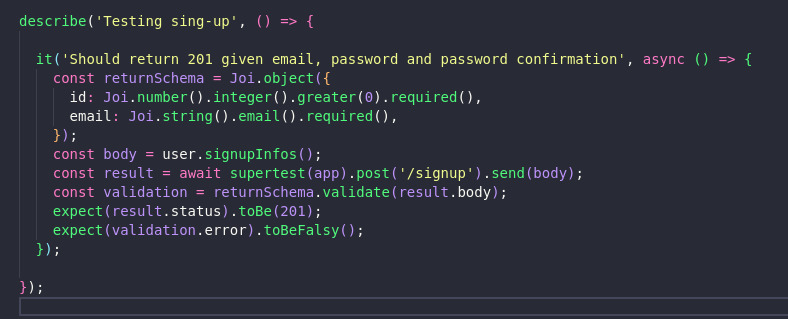 describe('Testing sing-up', () => {
it('Should return 201 given email, password and password confirmation', async () => {
const returnSchema = Joi.object({
id: Joi.number().integer().greater(0).required(),
email: Joi.string().email().required(),
});
const body = user.signupInfos();
const result = await supertest(app).post('/signup').send(body);
const validation = returnSchema.validate(result.body);
expect(result.status).toBe(201);
expect(validation.error).toBeFalsy();
});
});